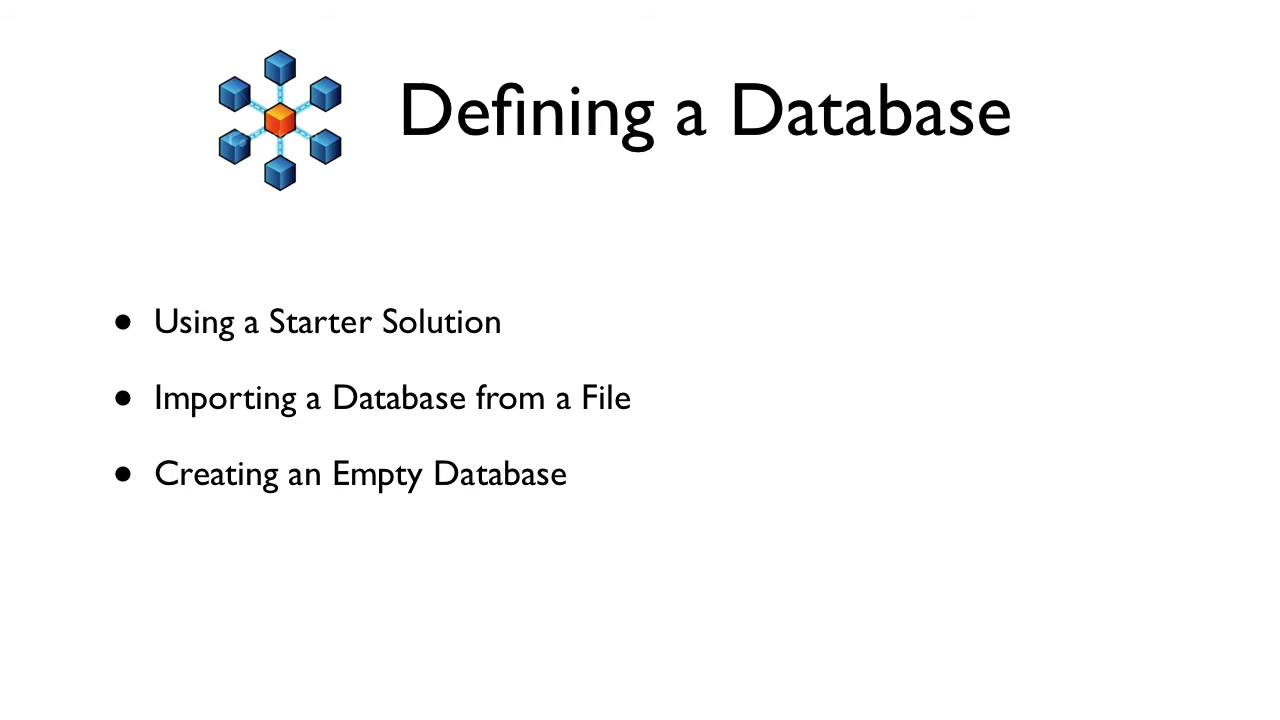 Defining a Database
• Using a Starter Solution
• Importing a Database from a File
• Creating an Empty Database